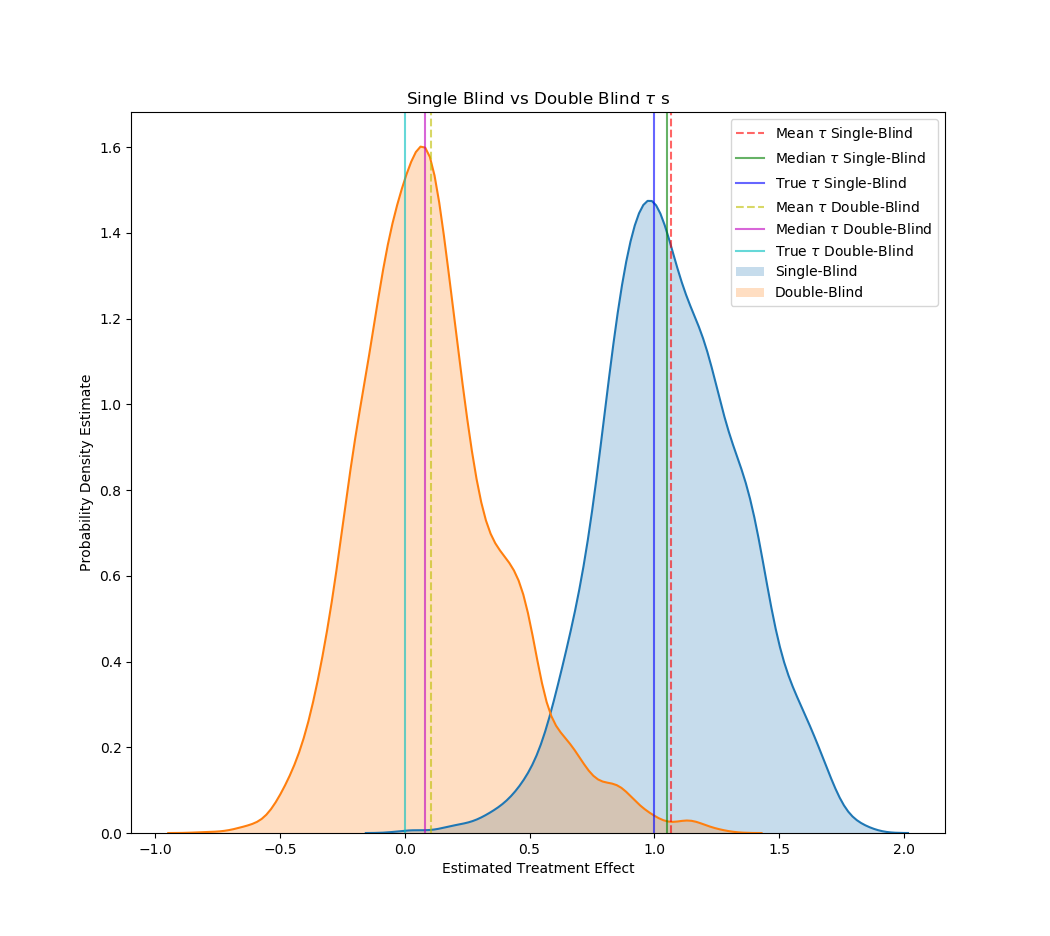 Single Blind vs Double Blind τ s
Mean τ Single-Blind
Median τ Single-Blind
True τ Single-Blind
Mean τ Double-Blind
Median τ Double-Blind
True τ Double-Blind
Single-Blind
Double-Blind
Probability Density Estimate
1.6
1.4
1.2
1.0
0.8
0.6
0.4
0.2
0.0
−1.0 −0.5 0.0 0.5 1.0 1.5 2.0
Estimated Treatment Effect